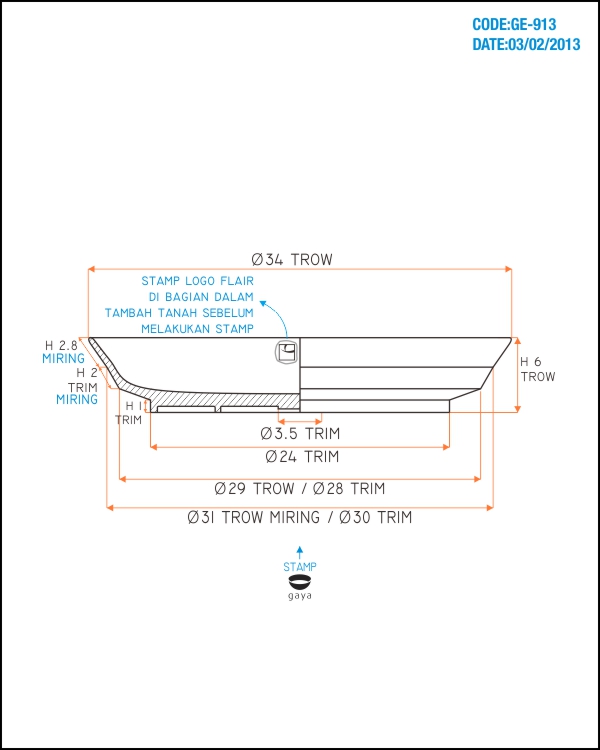 CODE:GE-913
DATE:03/02/2013
Ø34 TROW
STAMP LOGO FLAIR
DI BAGIAN DALAM
TAMBAH TANAH SEBELUM
MELAKUKAN STAMP
H 2.8
MIRING
H 2
TRIM
MIRING
H 1
TRIM
H 6
TROW
Ø3.5 TRIM
Ø24 TRIM
Ø29 TROW / Ø28 TRIM
Ø31 TROW MIRING / Ø30 TRIM
STAMP
gaya